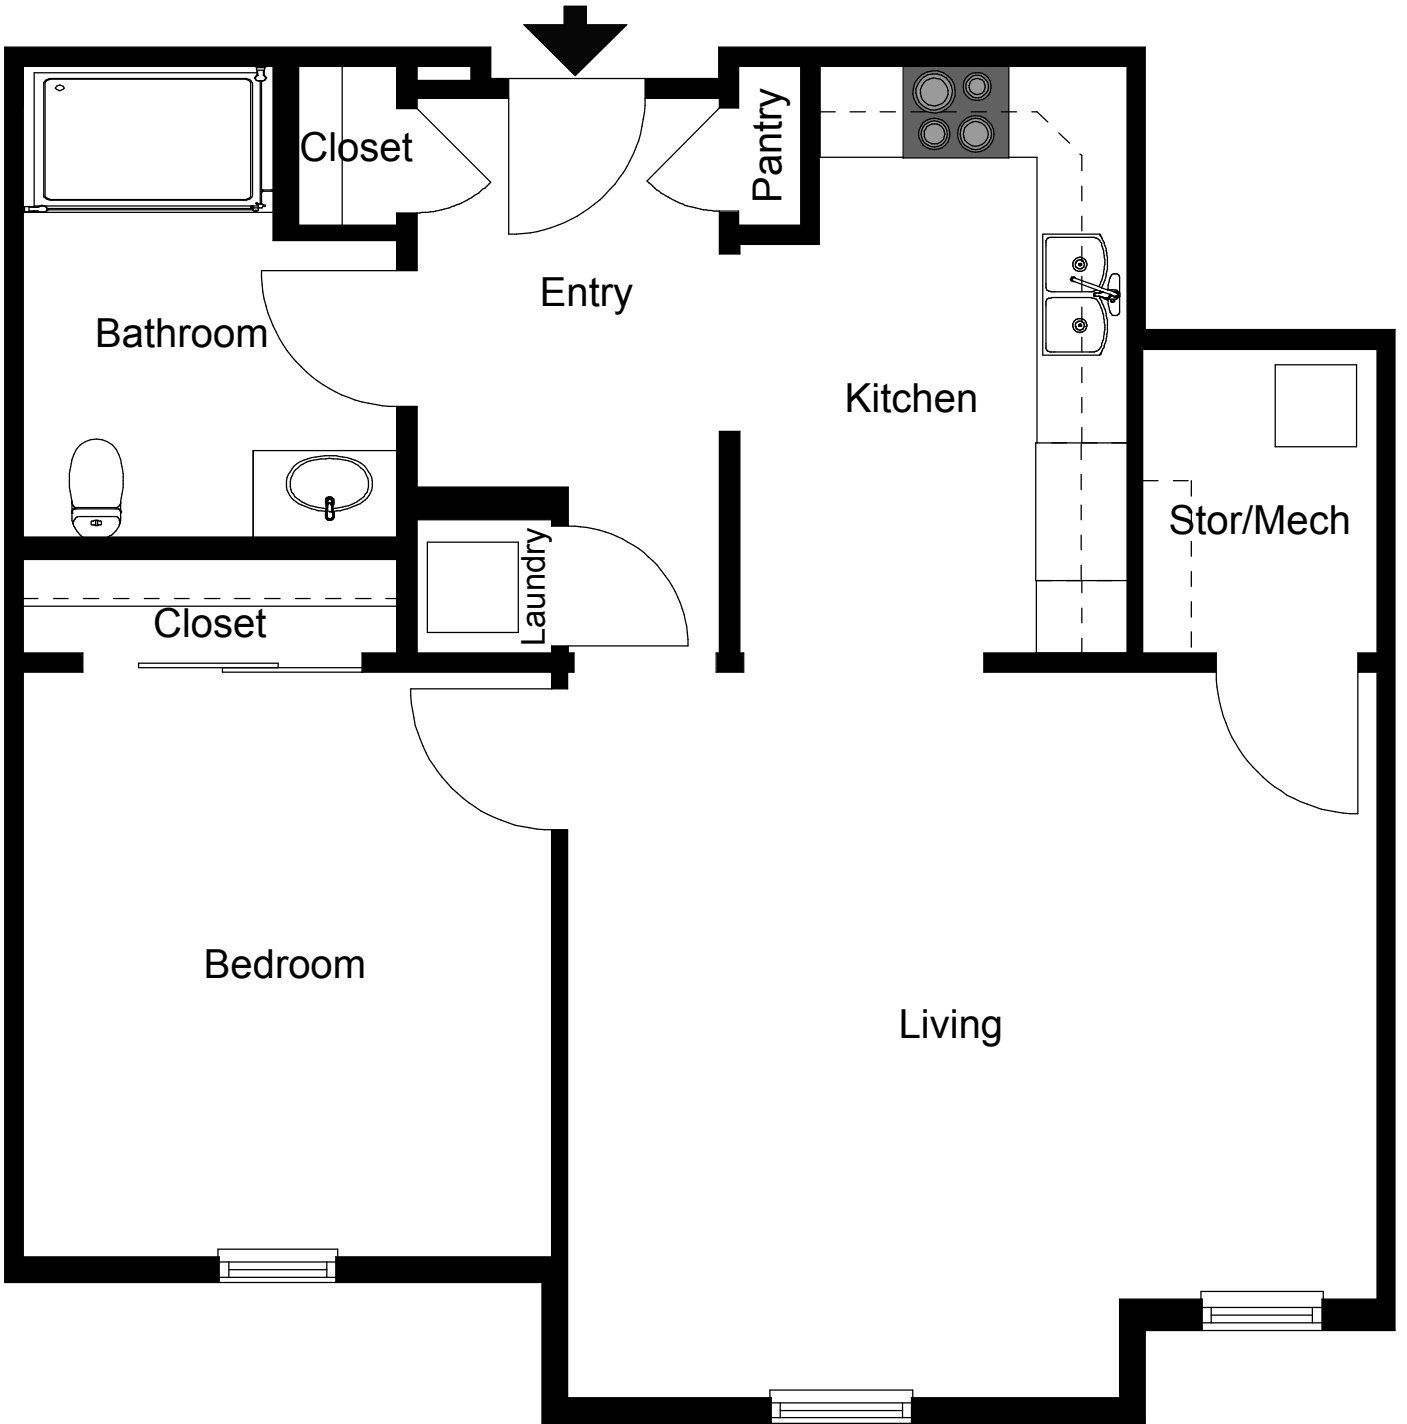 Closet
Pantry
Entry
Bathroom
Kitchen
Stor/Mech
Laundry
Closet
Bedroom
Living